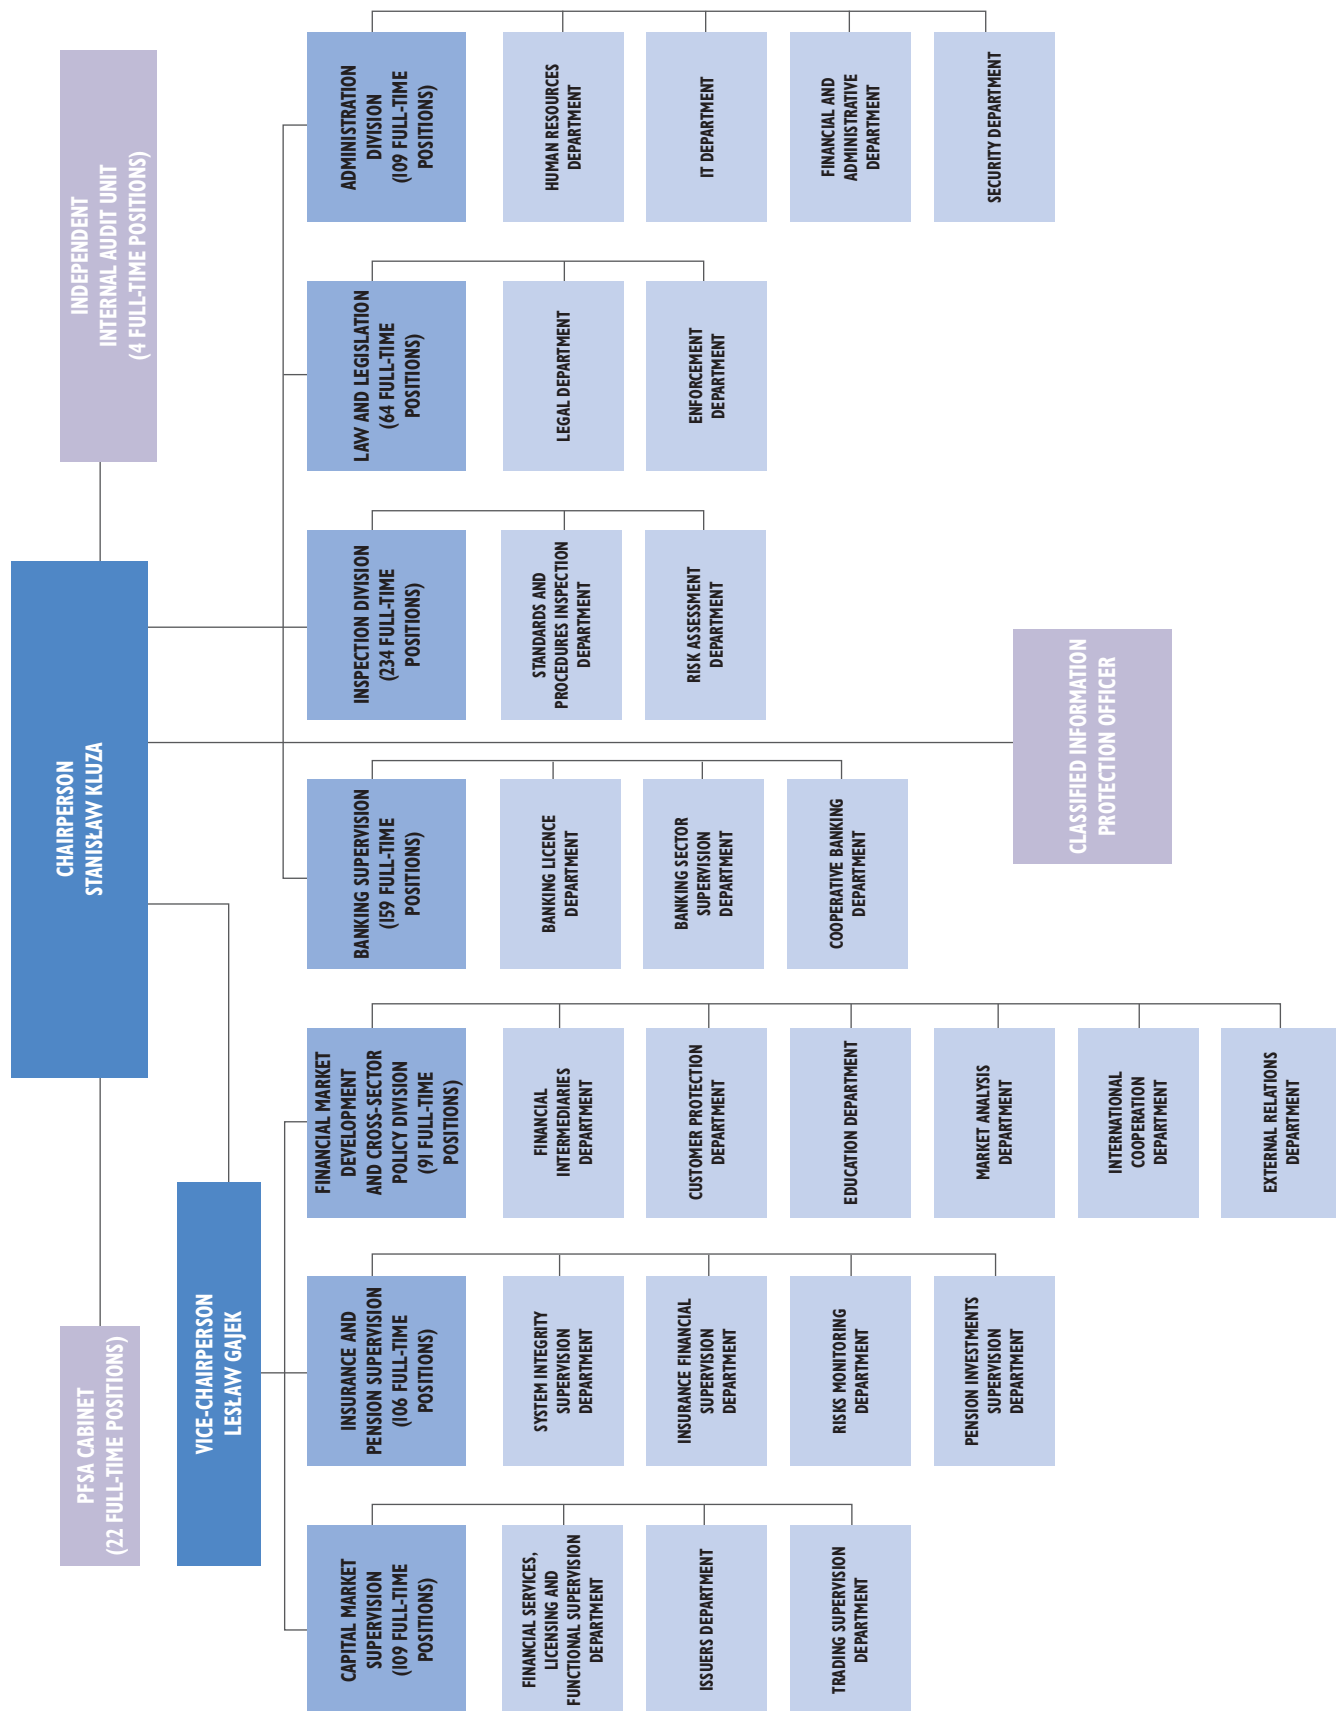 CHAIRPERSON
STANISŁAW KLUZA
PFSA CABINET
(22 FULL-TIME POSITIONS)
INDEPENDENT
INTERNAL AUDIT UNIT
(4 FULL-TIME POSITIONS)
VICE-CHAIRPERSON
LESŁAW GAJEK
CAPITAL MARKET
SUPERVISION
(109 FULL-TIME
POSITIONS)
FINANCIAL SERVICES,
LICENSING AND
FUNCTIONAL SUPERVISION
DEPARTMENT
ISSUERS DEPARTMENT
TRADING SUPERVISION
DEPARTMENT
INSURANCE AND
PENSION SUPERVISION
(106 FULL-TIME
POSITIONS)
SYSTEM INTEGRITY
SUPERVISION
DEPARTMENT
INSURANCE FINANCIAL
SUPERVISION
DEPARTMENT
RISKS MONITORING
DEPARTMENT
PENSION INVESTMENTS
SUPERVISION
DEPARTMENT
FINANCIAL MARKET
DEVELOPMENT
AND CROSS-SECTOR
POLICY DIVISION
(91 FULL-TIME
POSITIONS)
FINANCIAL
INTERMEDIARIES
DEPARTMENT
CUSTOMER PROTECTION
DEPARTMENT
EDUCATION DEPARTMENT
MARKET ANALYSIS
DEPARTMENT
INTERNATIONAL
COOPERATION
DEPARTMENT
EXTERNAL RELATIONS
DEPARTMENT
BANKING SUPERVISION
(159 FULL-TIME
POSITIONS)
BANKING LICENCE
DEPARTMENT
BANKING SECTOR
SUPERVISION
DEPARTMENT
COOPERATIVE BANKING
DEPARTMENT
INSPECTION DIVISION
(234 FULL-TIME
POSITIONS)
STANDARDS AND
PROCEDURES INSPECTION
DEPARTMENT
RISK ASSESSMENT
DEPARTMENT
LAW AND LEGISLATION
(64 FULL-TIME
POSITIONS)
LEGAL DEPARTMENT
ENFORCEMENT
DEPARTMENT
ADMINISTRATION
DIVISION
(109 FULL-TIME
POSITIONS)
HUMAN RESOURCES
DEPARTMENT
IT DEPARTMENT
FINANCIAL AND
ADMINISTRATIVE
DEPARTMENT
SECURITY DEPARTMENT
CLASSIFIED INFORMATION
PROTECTION OFFICER